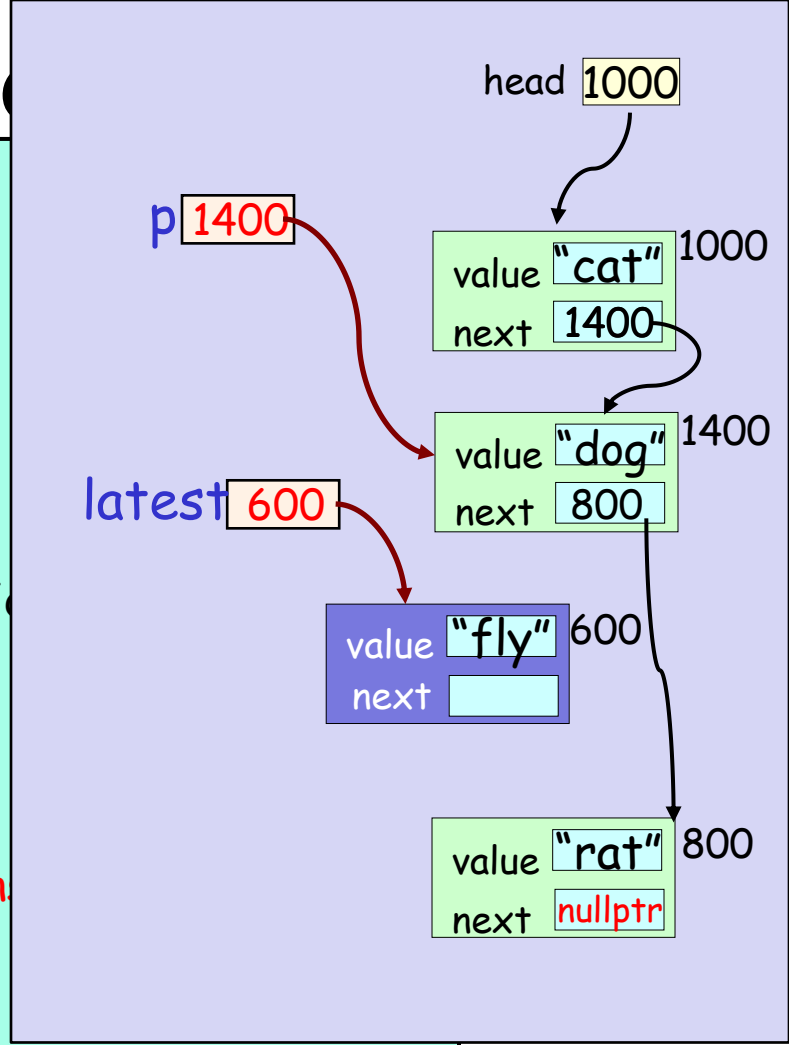 head 1000
p 1400
1000
value "cat"
next 1400
1400
value "dog"
next 800
latest 600
600
value "fly"
next
800
value "rat"
next nullptr